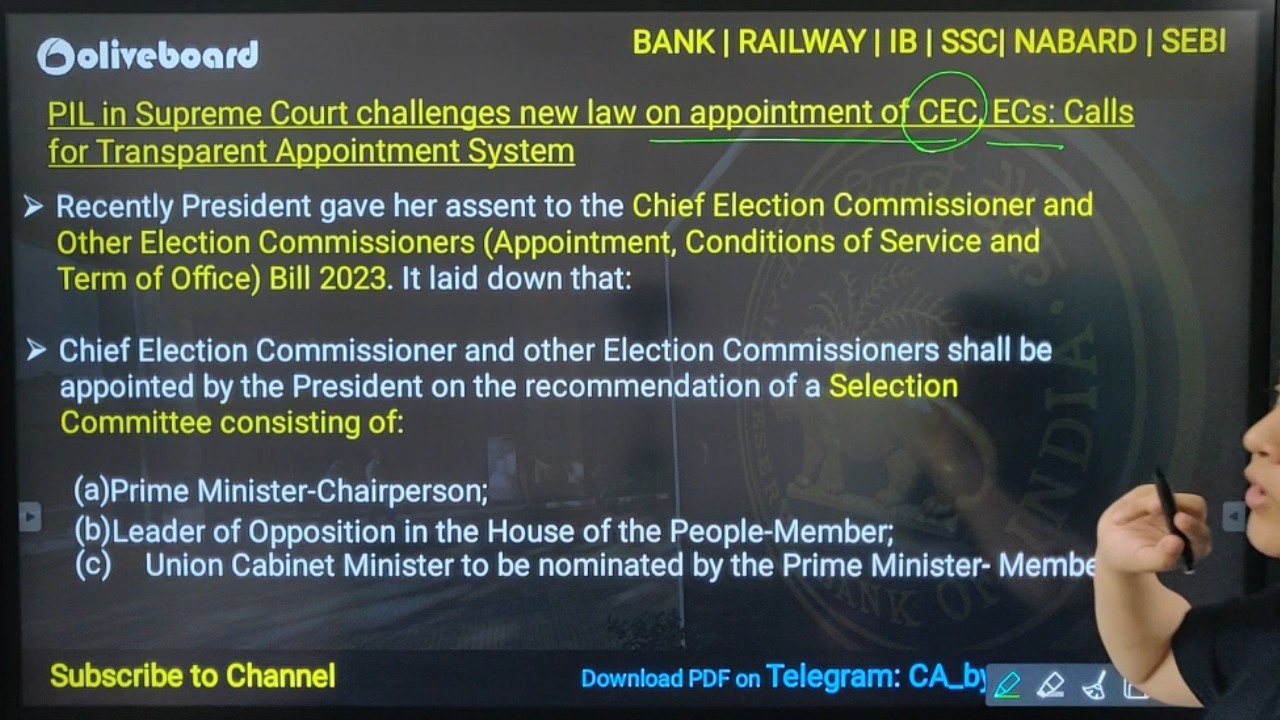 oliveboard
BANK | RAILWAY | IB | SSC| NABARD | SEBI
PIL in Supreme Court challenges new law on appointment of CEC, ECs: Calls
for Transparent Appointment System
➢ Recently President gave her assent to the Chief Election Commissioner and
Other Election Commissioners (Appointment, Conditions of Service and
Term of Office) Bill 2023. It laid down that:
➢ Chief Election Commissioner and other Election Commissioners shall be
appointed by the President on the recommendation of a Selection
Committee consisting of:
(a)Prime Minister-Chairperson;
(b)Leader of Opposition in the House of the People-Member;
(c) Union Cabinet Minister to be nominated by the Prime Minister- Membe
BANK OF INDIA
Subscribe to Channel
Download PDF on Telegram: CA_by